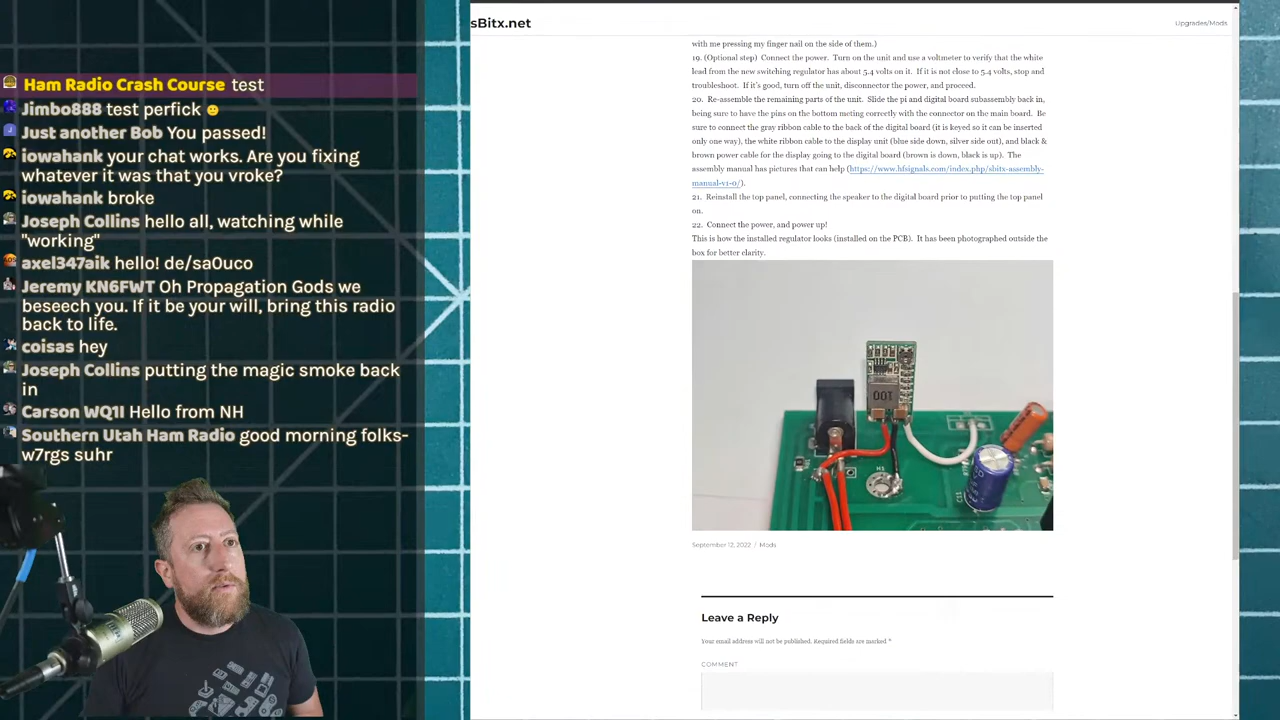 Ham Radio Crash Course test
Jimbo888 test perfick
Just another Bob You passed!
iowahank your chat works. Are you fixing
whatever it was that you vroke?
iowahank broke
Joseph Collins hello all, watching while
"working"
axel347aik hello! de/sa0uco
Jeremy KN6FWT Oh Propagation Gods we
beseech you. If it be your will, bring this radio
back to life.
coisas hey
Joseph Collins putting the magic smoke back
in
Carson WQ1I Hello from NH
Southern Utah Ham Radio good morning folks-
w7rgs suhr
sBitx.net
Upgrades/Mods
with me pressing my finger nail on the side of them.)
19. (Optional step)  Connect the power.  Turn on the unit and use a voltmeter to verify that the white
lead from the new switching regulator has about 5.4 volts on it.  If it is not close to 5.4 volts, stop and
troubleshoot.  If it's good, turn off the unit, disconnector the power, and proceed.
20.  Re-assemble the remaining parts of the unit.  Slide the pi and digital board subassembly back in,
being sure to have the pins on the bottom meting correctly with the connector on the main board.  Be
sure to connect the gray ribbon cable to the back of the digital board (it is keyed so it can be inserted
only one way), the white ribbon cable to the display unit (blue side down, silver side out), and black &
brown power cable for the display going to the digital board (brown is down, black is up).  The
assembly manual has pictures that can help (https://www.hfsignals.com/index.php/sbitx-assembly-
manual-v1-0/).
21.  Reinstall the top panel, connecting the speaker to the digital board prior to putting the top panel
on.
22.  Connect the power, and power up!
This is how the installed regulator looks (installed on the PCB).  It has been photographed outside the
box for better clarity.
100
H5
September 12, 2022 / Mods
Leave a Reply
Your email address will not be published. Required fields are marked *
COMMENT